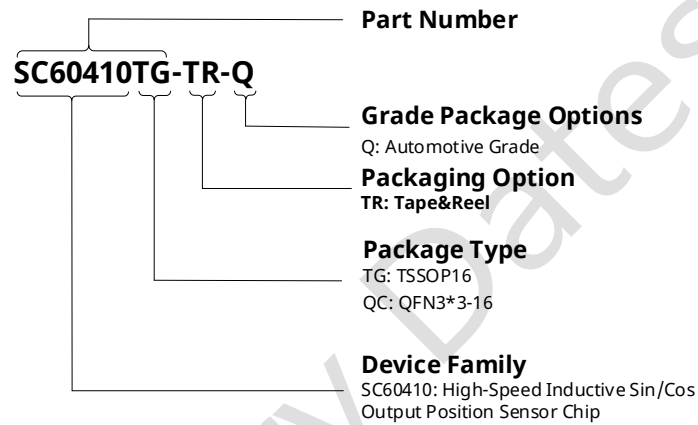 Part Number
SC60410TG-TR-Q
Grade Package Options
Q: Automotive Grade
Packaging Option
TR: Tape&Reel
Package Type
TG: TSSOP16
QC: QFN3*3-16
Device Family
SC60410: High-Speed Inductive Sin/Cos
Output Position Sensor Chip